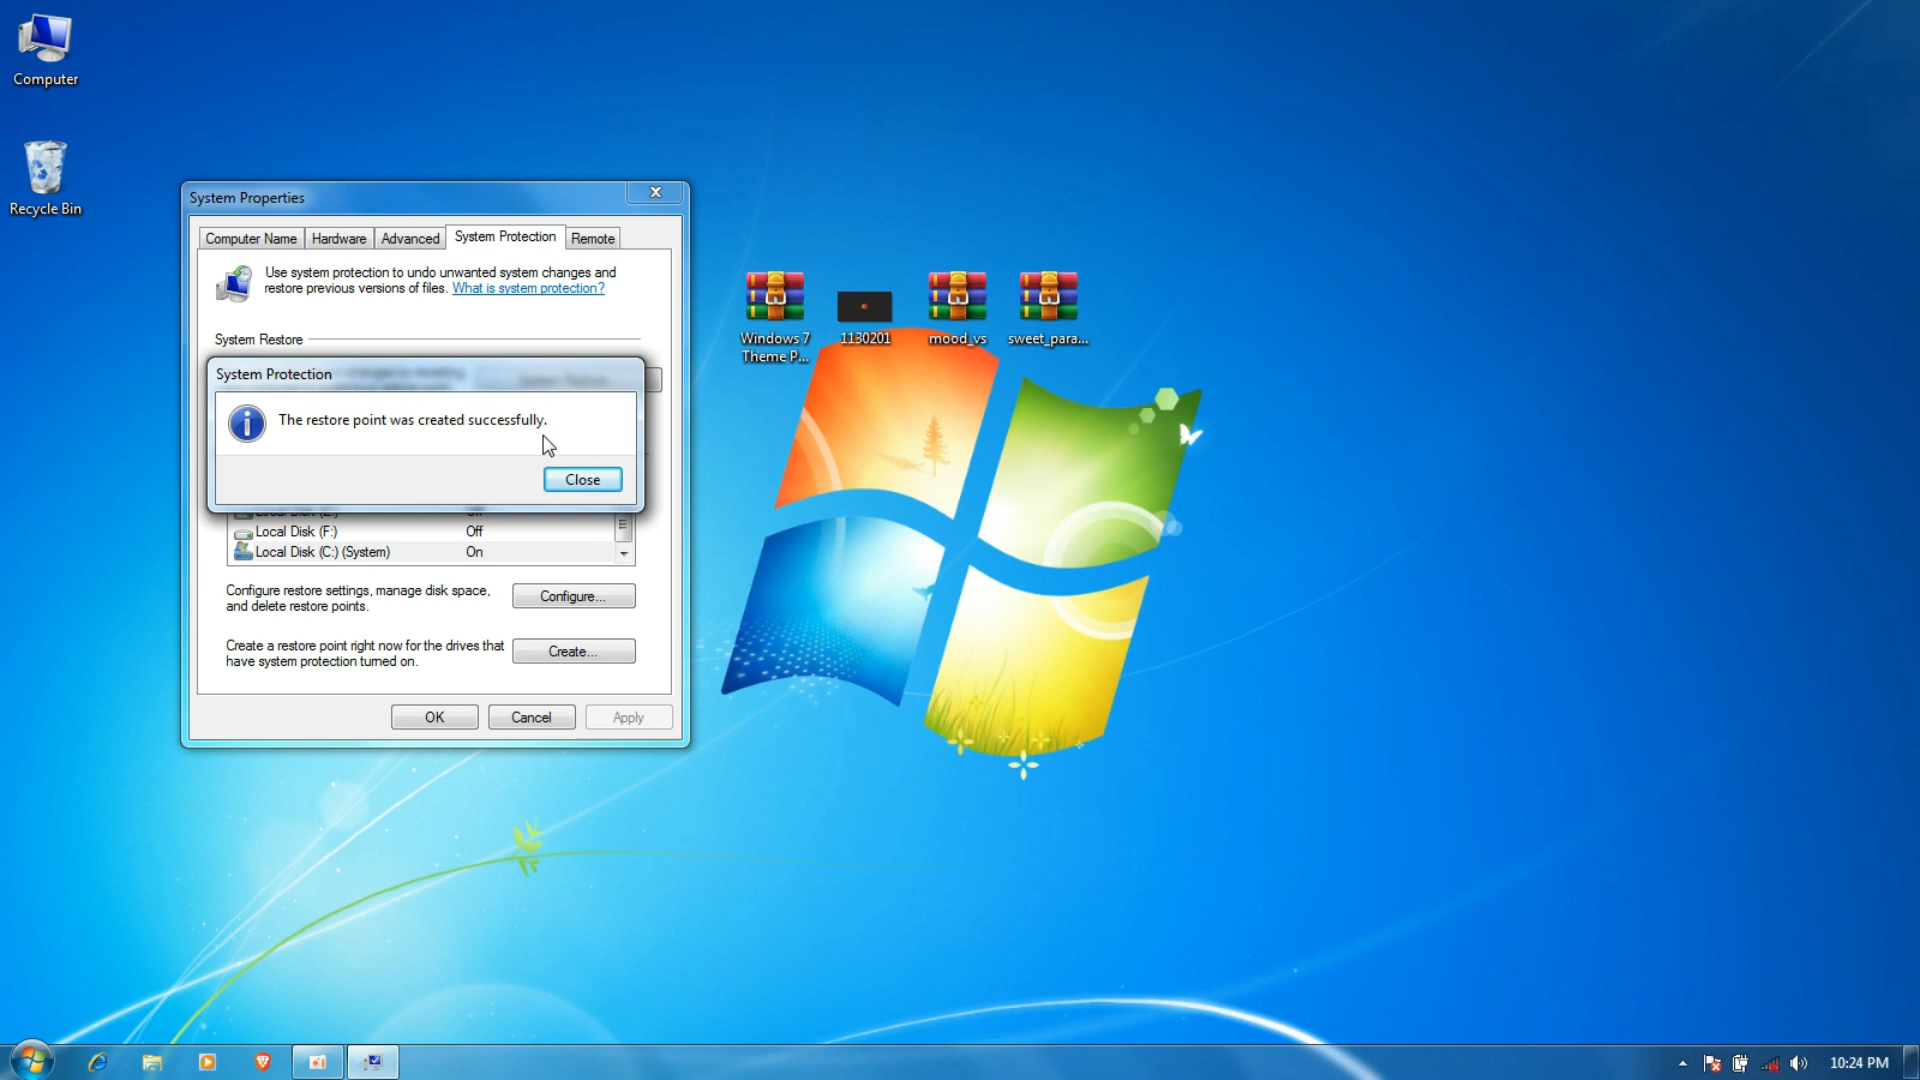 Computer
Recycle Bin
System Properties
Computer Name
Hardware
Advanced
System Protection
Remote
Use system protection to undo unwanted system changes and
restore previous versions of files. What is system protection?
System Restore
System Protection
The restore point was created successfully.
Close
Local Disk (F:) Off
Local Disk (C:) (System) On
Configure restore settings, manage disk space,
and delete restore points.
Configure...
Create a restore point right now for the drives that
have system protection turned on.
Create...
OK
Cancel
Apply
Windows 7
Theme P...
1130201
mood_vs
sweet_para...
10:24 PM